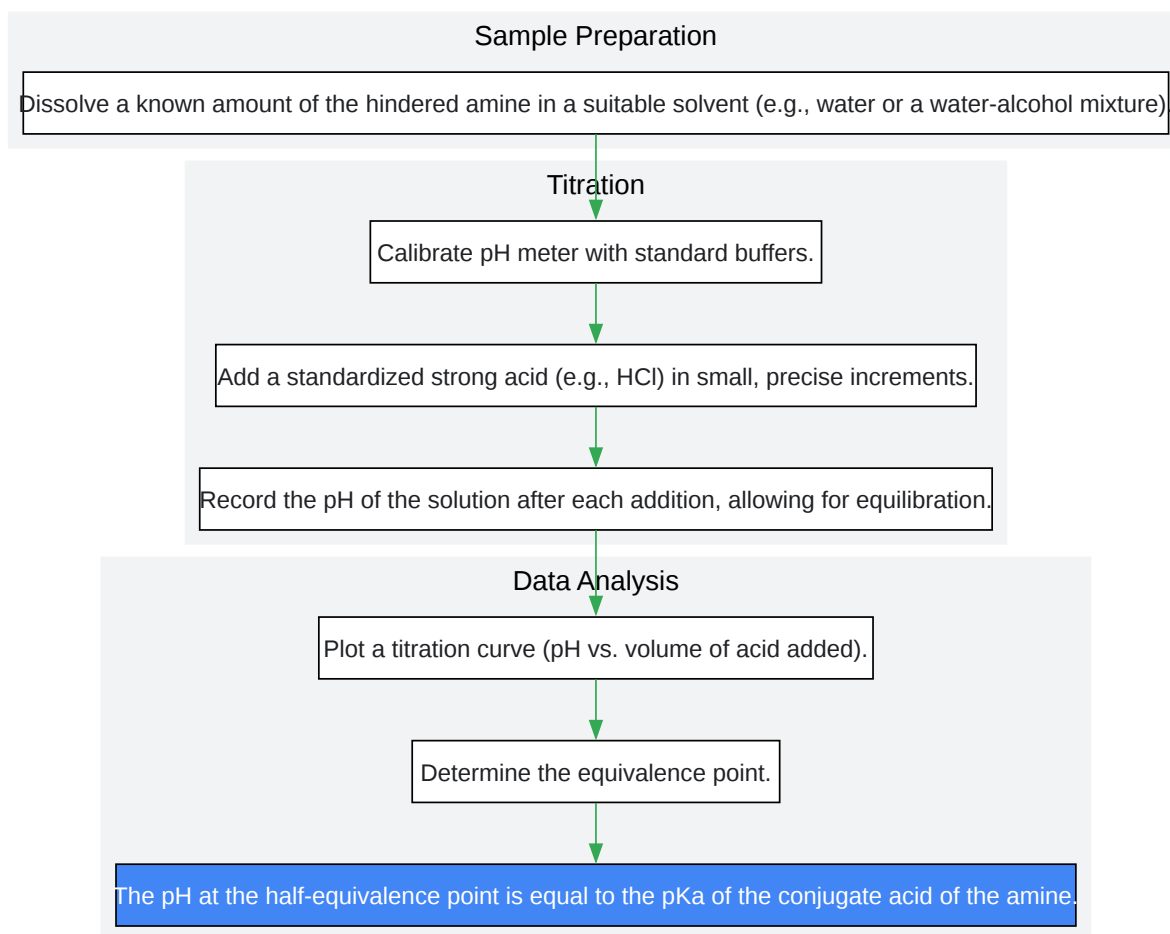 Sample Preparation
Dissolve a known amount of the hindered amine in a suitable solvent (e.g., water or a water-alcohol mixture).
Titration
Calibrate pH meter with standard buffers.
Add a standardized strong acid (e.g., HCl) in small, precise increments.
Record the pH of the solution after each addition, allowing for equilibration.
Data Analysis
Plot a titration curve (pH vs. volume of acid added).
Determine the equivalence point.
The pH at the half-equivalence point is equal to the pKa of the conjugate acid of the amine.